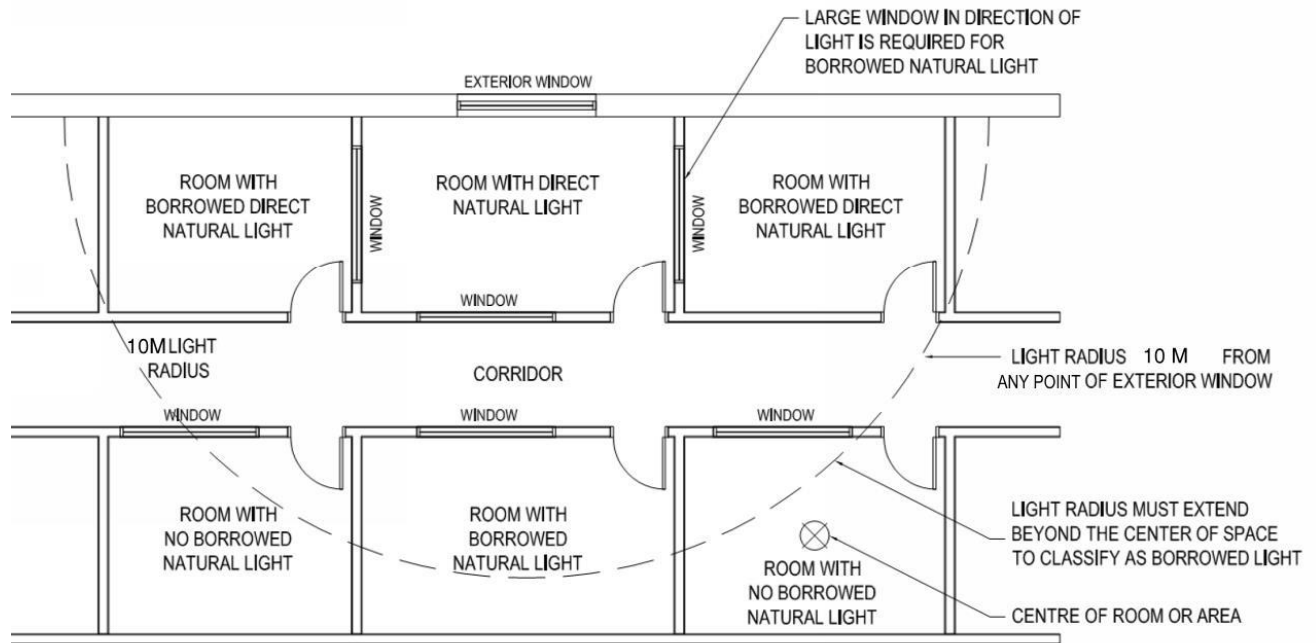 LARGE WINDOW IN DIRECTION OF
LIGHT IS REQUIRED FOR
BORROWED NATURAL LIGHT
EXTERIOR WINDOW
ROOM WITH
BORROWED DIRECT
NATURAL LIGHT
WINDOW
ROOM WITH DIRECT
NATURAL LIGHT
WINDOW
ROOM WITH
BORROWED DIRECT
NATURAL LIGHT
WINDOW
10M LIGHT
RADIUS
CORRIDOR
LIGHT RADIUS 10 M FROM
ANY POINT OF EXTERIOR WINDOW
WINDOW
WINDOW
WINDOW
ROOM WITH
NO BORROWED
NATURAL LIGHT
ROOM WITH
BORROWED
NATURAL LIGHT
ROOM WITH
NO BORROWED
NATURAL LIGHT
LIGHT RADIUS MUST EXTEND
BEYOND THE CENTER OF SPACE
TO CLASSIFY AS BORROWED LIGHT
CENTRE OF ROOM OR AREA